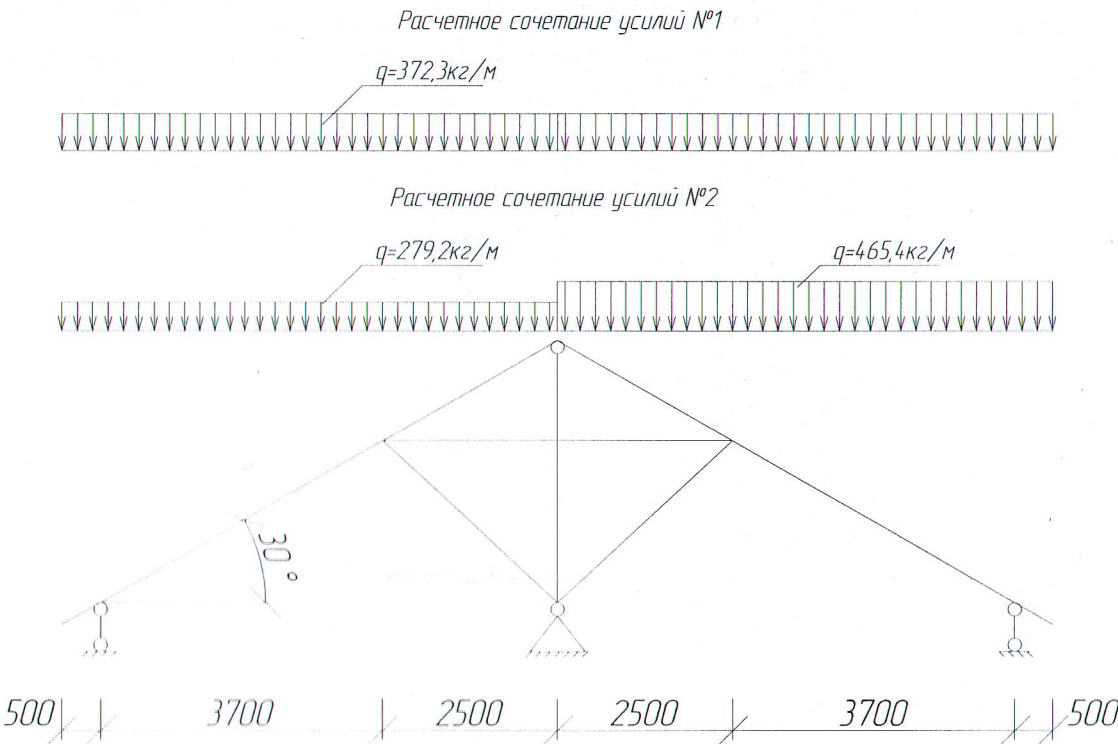 Расчетное сочетание усилий №1
q=372,3кг/м
Расчетное сочетание усилий №2
q=279,2кг/м
q=465,4кг/м
30°
500 3700 2500 2500 3700 500